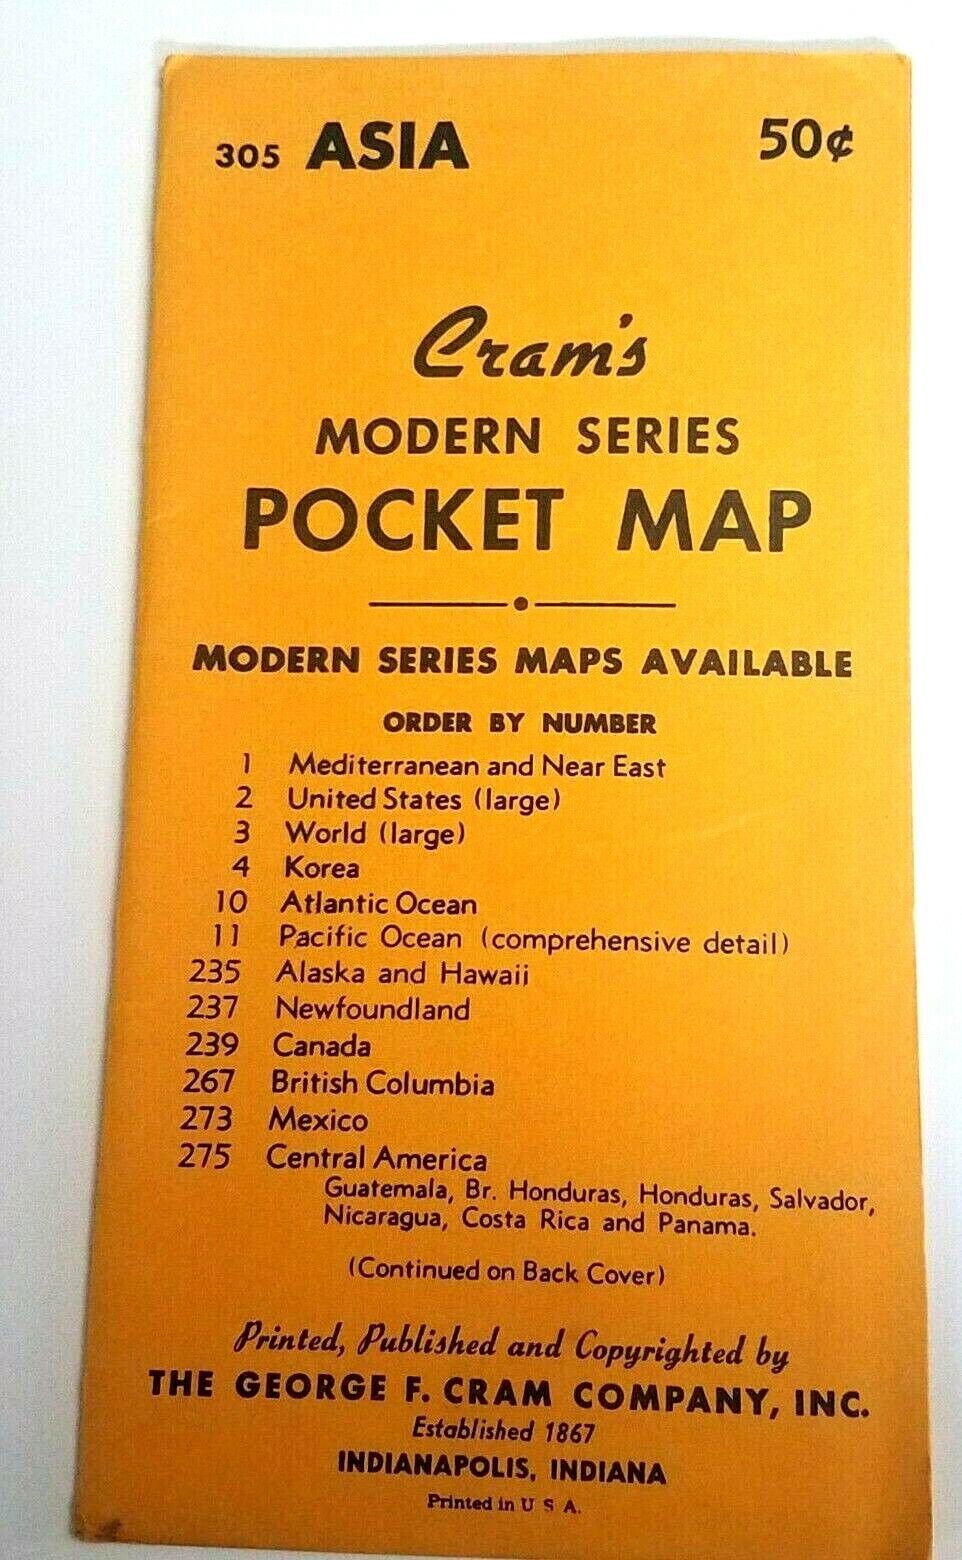 305 ASIA 50¢
Cram's
MODERN SERIES
POCKET MAP
MODERN SERIES MAPS AVAILABLE
ORDER BY NUMBER
1 Mediterranean and Near East
2 United States (large)
3 World (large)
4 Korea
10 Atlantic Ocean
11 Pacific Ocean (comprehensive detail)
235 Alaska and Hawaii
237 Newfoundland
239 Canada
267 British Columbia
273 Mexico
275 Central America
Guatemala, Br. Honduras, Honduras, Salvador,
Nicaragua, Costa Rica and Panama.
(Continued on Back Cover)
Printed, Published and Copyrighted by
THE GEORGE F. CRAM COMPANY, INC.
Established 1867
INDIANAPOLIS, INDIANA
Printed in U S A.